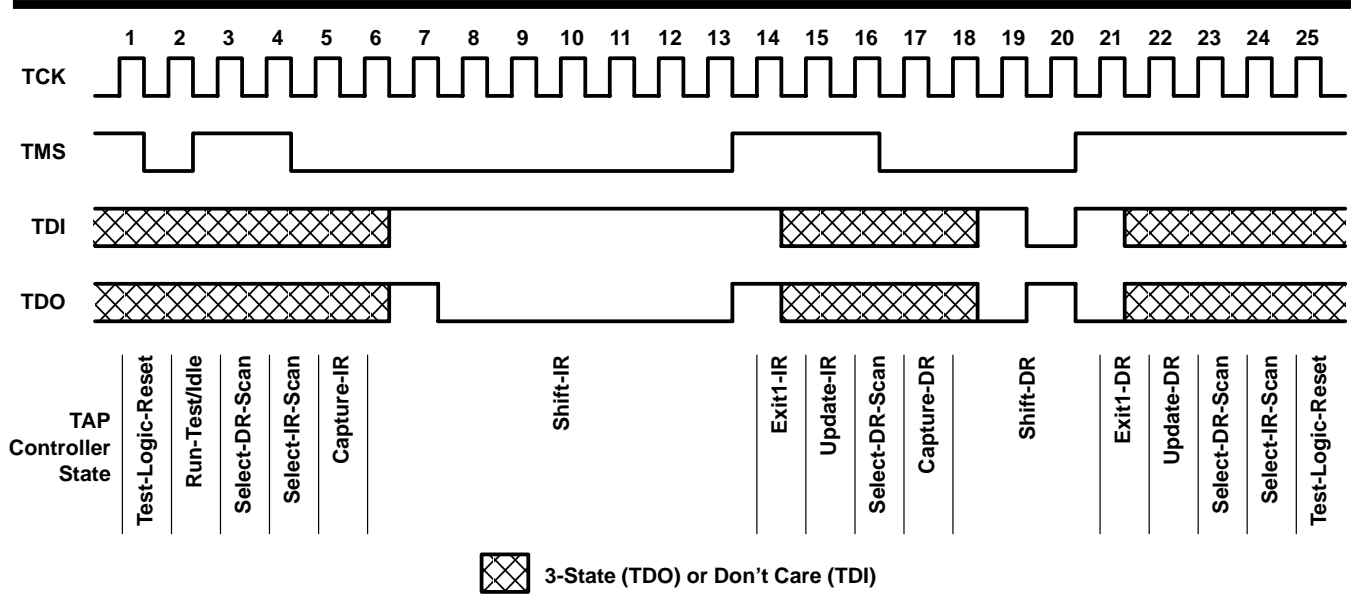 1 2 3 4 5 6 7 8 9 10 11 12 13 14 15 16 17 18 19 20 21 22 23 24 25
TCK
TMS
TDI
TDO
TAP
Controller
State
Test-Logic-Reset
Run-Test/Idle
Select-DR-Scan
Select-IR-Scan
Capture-IR
Shift-IR
Exit1-IR
Update-IR
Select-DR-Scan
Capture-DR
Shift-DR
Exit1-DR
Update-DR
Select-DR-Scan
Select-IR-Scan
Test-Logic-Reset
3-State (TDO) or Don't Care (TDI)